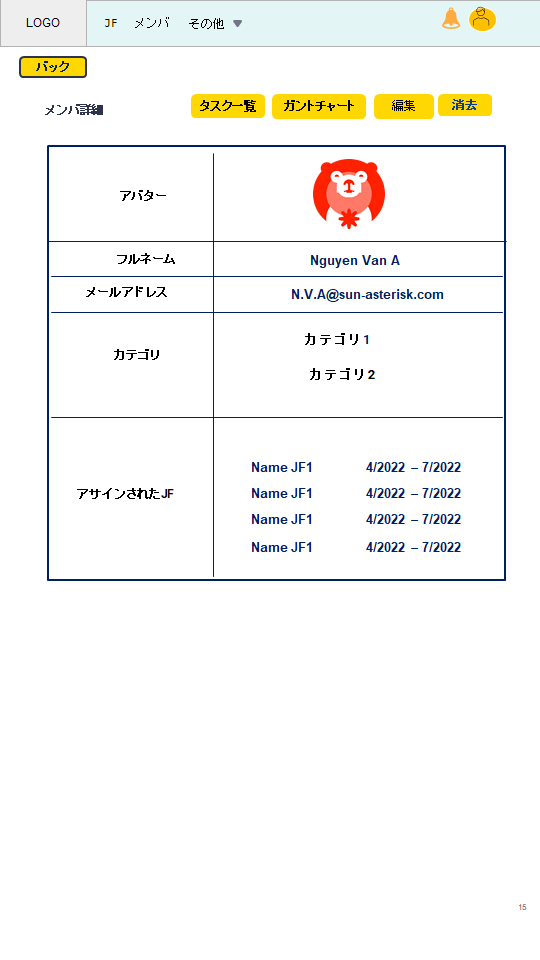 LOGO JF メンバ その他
バック
メンバ詳細 タスク一覧 ガントチャート 編集 消去
アバター
フルネーム Nguyen Van A
メールアドレス N.V.A@sun-asterisk.com
カテゴリ1
カテゴリ
カテゴリ2
Name JF1 4/2022 – 7/2022
アサインされたJF Name JF1 4/2022 – 7/2022
Name JF1 4/2022 – 7/2022
Name JF1 4/2022 – 7/2022
15